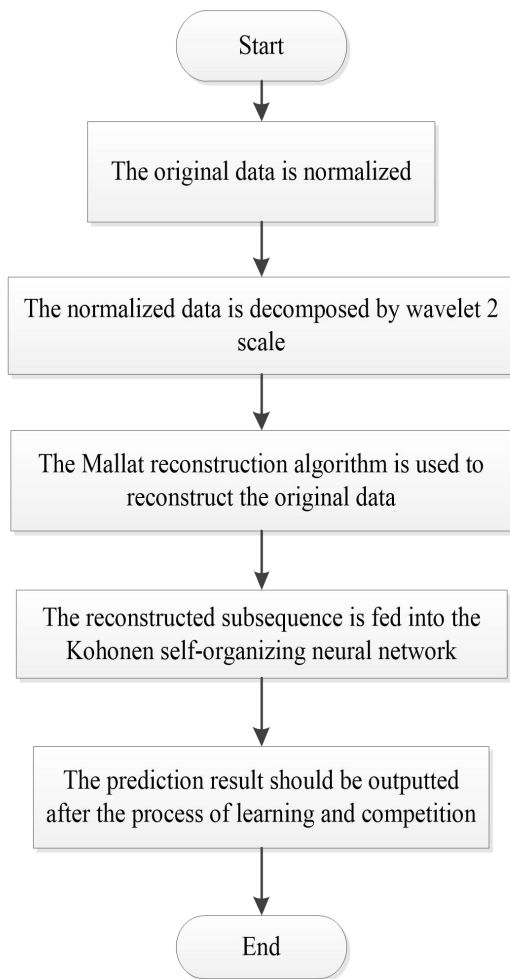 Start
The original data is normalized
The normalized data is decomposed by wavelet 2
scale
The Mallat reconstruction algorithm is used to
reconstruct the original data
The reconstructed subsequence is fed into the
Kohonen self-organizing neural network
The prediction result should be outputted
after the process of learning and competition
End